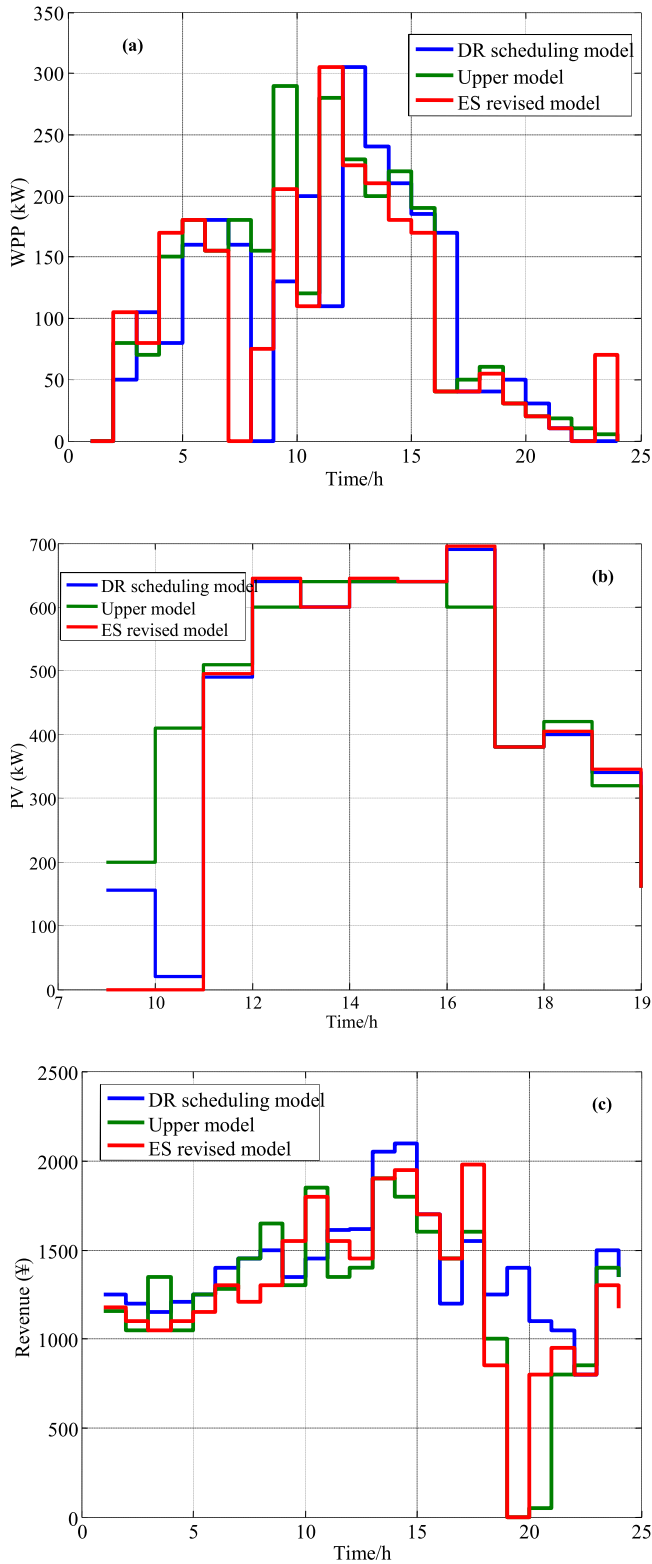 350
(a)
DR scheduling model
300
Upper model
ES revised model
250
200
150
100
50
0
WPP (kW)
0 5 10 15 20 25
Time/h
700
(b)
DR scheduling model
600
Upper model
ES revised model
500
400
300
200
100
0
PV (kW)
7 10 12 14 16 18 19
Time/h
2500
DR scheduling model
(c)
Upper model
ES revised model
2000
1500
1000
500
0
Revenue (¥)
0 5 10 15 20 25
Time/h